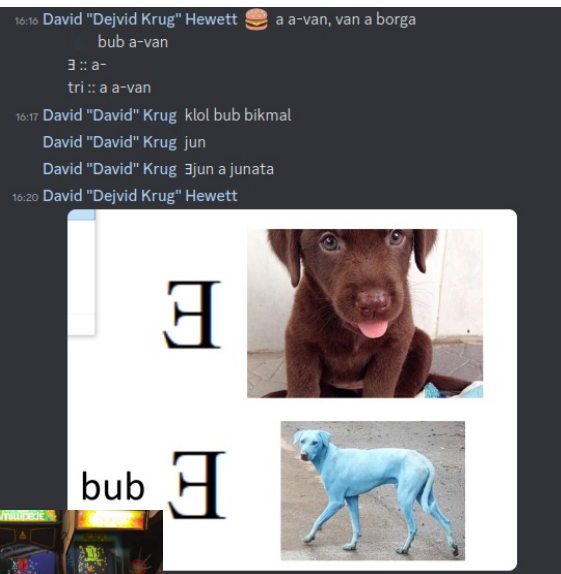 16:16 David "Dejvid Krug" Hewett 🍔 a a-van, van a borga
bub a-van
Ǝ :: a-
tri :: a a-van
16:17 David "David" Krug klol bub bikmal
David "David" Krug jun
David "David" Krug Ǝjun a junata
16:20 David "Dejvid Krug" Hewett
Ǝ
bub Ǝ